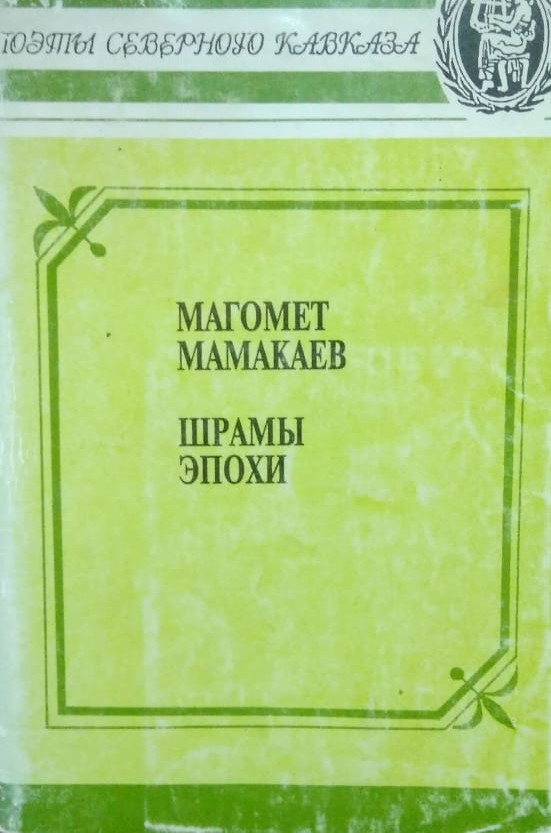 ПОЭТЫ СЕВЕРНОГО КАВКАЗА
МАГОМЕТ
МАМАКАЕВ
ШРАМЫ
ЭПОХИ